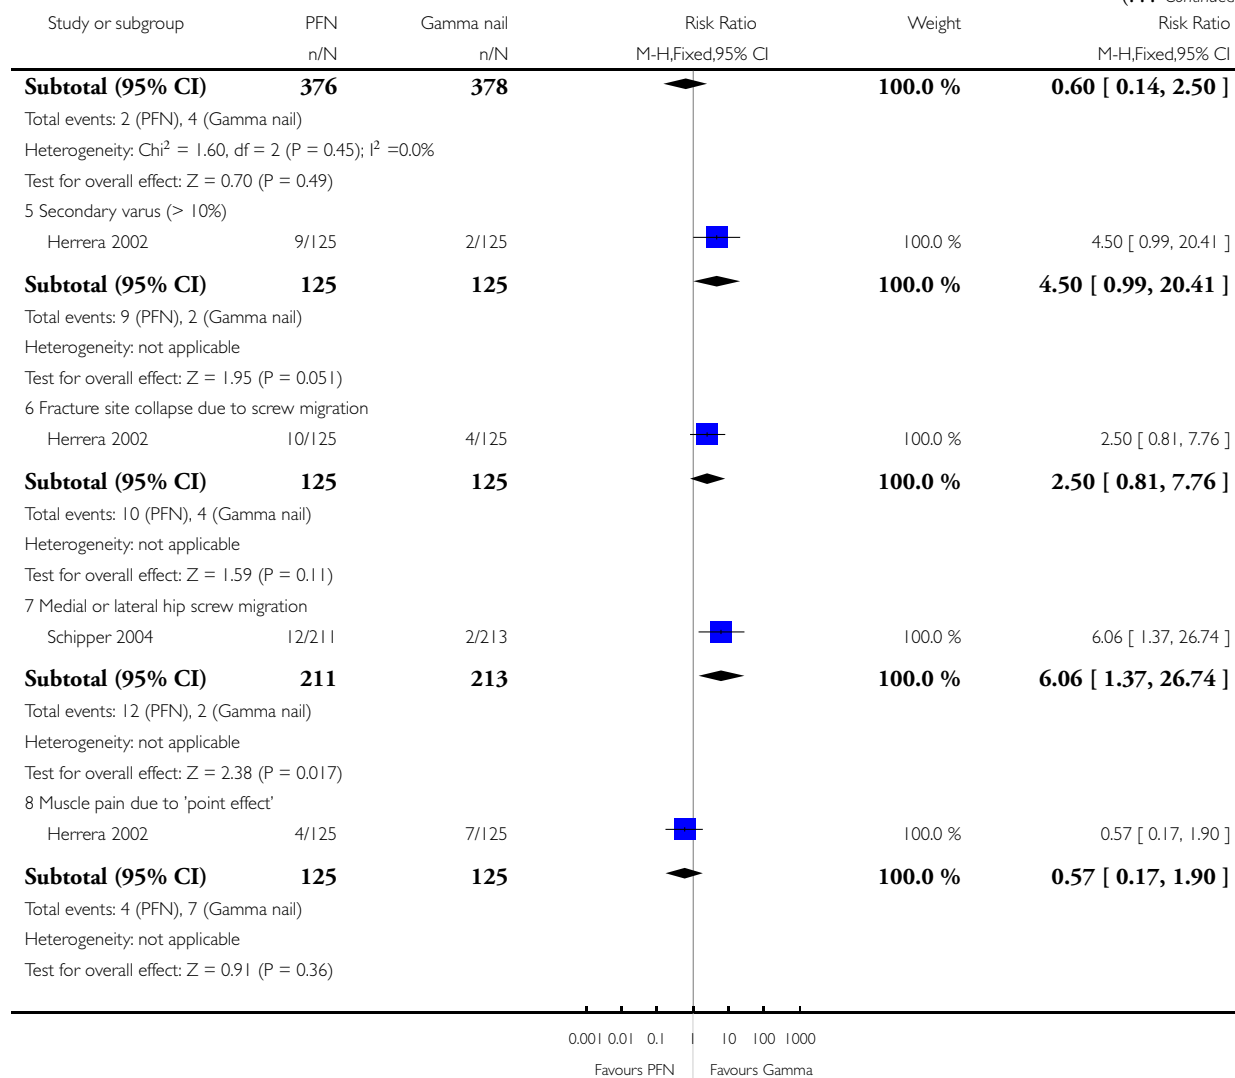 Continued
Study or subgroup PFN Gamma nail Risk Ratio Weight Risk Ratio
n/N n/N M-H,Fixed,95% CI M-H,Fixed,95% CI
Subtotal (95% CI) 376 378 100.0 % 0.60 [ 0.14, 2.50 ]
Total events: 2 (PFN), 4 (Gamma nail)
Heterogeneity: Chi² = 1.60, df = 2 (P = 0.45); I² =0.0%
Test for overall effect: Z = 0.70 (P = 0.49)
5 Secondary varus (> 10%)
Herrera 2002 9/125 2/125 100.0 % 4.50 [ 0.99, 20.41 ]
Subtotal (95% CI) 125 125 100.0 % 4.50 [ 0.99, 20.41 ]
Total events: 9 (PFN), 2 (Gamma nail)
Heterogeneity: not applicable
Test for overall effect: Z = 1.95 (P = 0.051)
6 Fracture site collapse due to screw migration
Herrera 2002 10/125 4/125 100.0 % 2.50 [ 0.81, 7.76 ]
Subtotal (95% CI) 125 125 100.0 % 2.50 [ 0.81, 7.76 ]
Total events: 10 (PFN), 4 (Gamma nail)
Heterogeneity: not applicable
Test for overall effect: Z = 1.59 (P = 0.11)
7 Medial or lateral hip screw migration
Schipper 2004 12/211 2/213 100.0 % 6.06 [ 1.37, 26.74 ]
Subtotal (95% CI) 211 213 100.0 % 6.06 [ 1.37, 26.74 ]
Total events: 12 (PFN), 2 (Gamma nail)
Heterogeneity: not applicable
Test for overall effect: Z = 2.38 (P = 0.017)
8 Muscle pain due to 'point effect'
Herrera 2002 4/125 7/125 100.0 % 0.57 [ 0.17, 1.90 ]
Subtotal (95% CI) 125 125 100.0 % 0.57 [ 0.17, 1.90 ]
Total events: 4 (PFN), 7 (Gamma nail)
Heterogeneity: not applicable
Test for overall effect: Z = 0.91 (P = 0.36)
0.001 0.01 0.1 1 10 100 1000
Favours PFN Favours Gamma